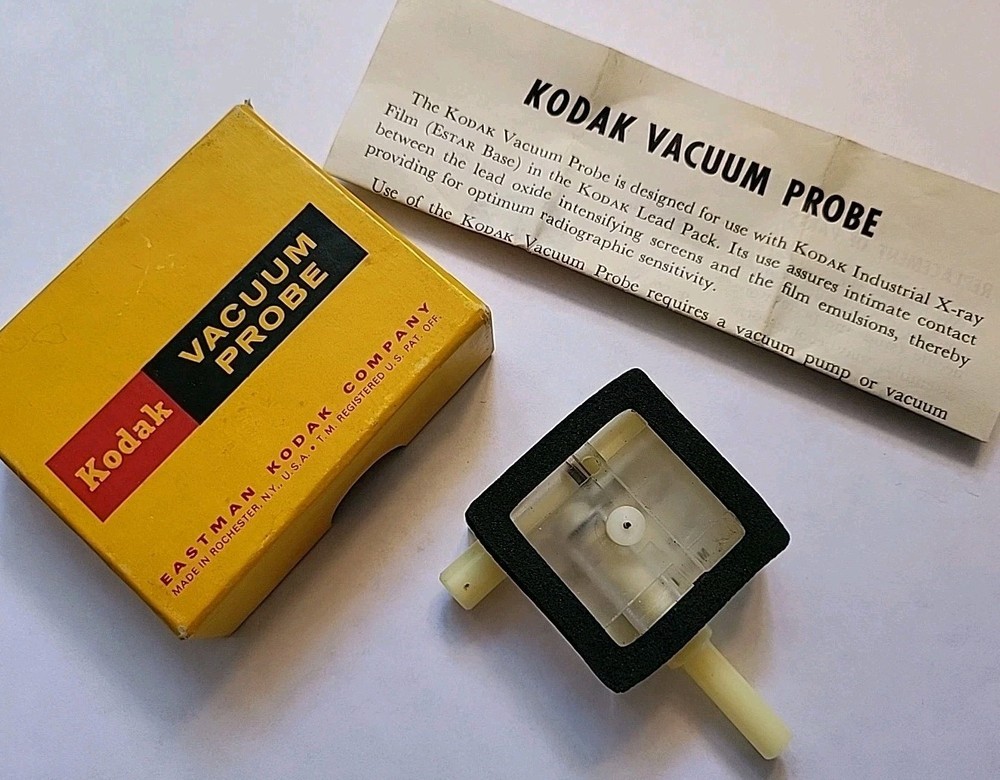 Kodak
VACUUM
PROBE
EASTMAN KODAK COMPANY
MADE IN ROCHESTER, N.Y., U.S.A. • T.M. REGISTERED U.S. PAT. OFF.
KODAK VACUUM PROBE
The KODAK Vacuum Probe is designed for use with KODAK Industrial X-ray
Film (ESTAR Base) in the KODAK Lead Pack. Its use assures intimate contact
between the lead oxide intensifying screens and the film emulsions, thereby
providing for optimum radiographic sensitivity.
Use of the KODAK Vacuum Probe requires a vacuum pump or vacuum